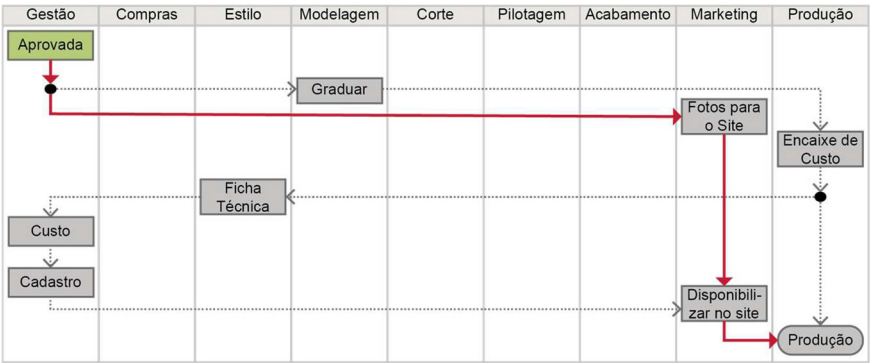 Gestão
Compras
Estilo
Modelagem
Corte
Pilotagem
Acabamento
Marketing
Produção
Aprovada
Graduar
Fotos para
o Site
Encaixe de
Custo
Ficha
Técnica
Custo
Cadastro
Disponibili-
zar no site
Produção